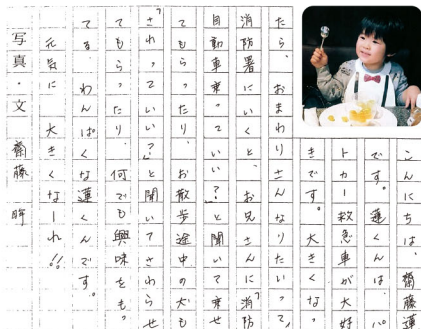 こんにちは、齋藤蓮
です。蓮くんは、パ
トカー救急車が大好
きです。大きくなっ
たら、おまわりさんなりたいって、
消防署にいくと、お兄さんに「消防
自動車乗っていい?」と聞いて乗せ
てもらったり、お散歩途中の犬も
「さわっていい?」と聞いてさわらせ
てもらったり、何でも興味をもっ
てる、わんぱくな蓮くんです。
元気に 大きくなーれ!!
写真・文 齋藤